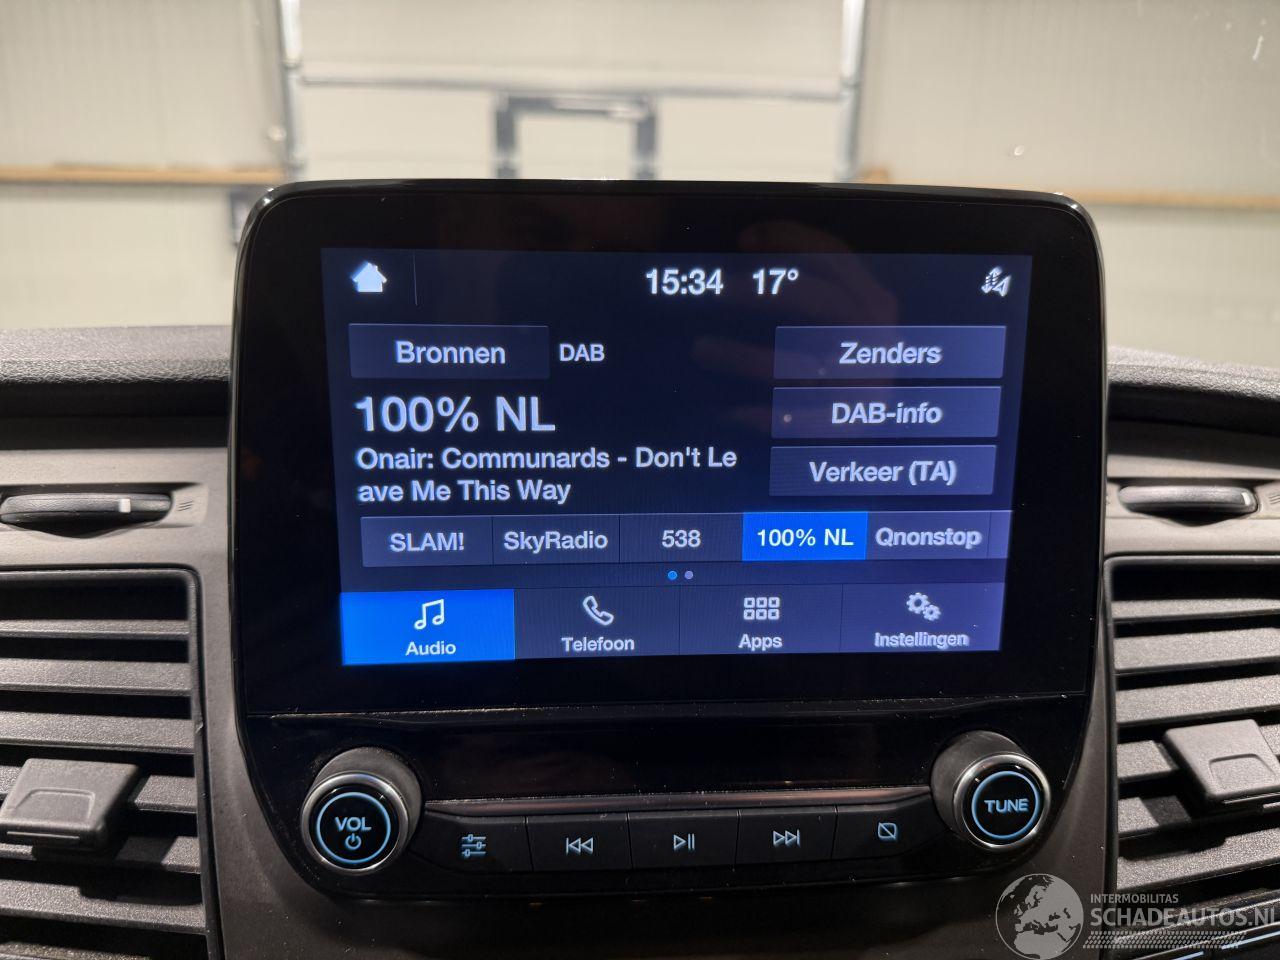 15:34 17°
Bronnen DAB Zenders
100% NL DAB-info
Onair: Communards - Don't Le
ave Me This Way
Verkeer (TA)
SLAM! SkyRadio 538 100% NL Qnonstop
Audio Telefoon Apps Instellingen
VOL TUNE
INTERMOBILITAS
SCHADEAUTOS.NL